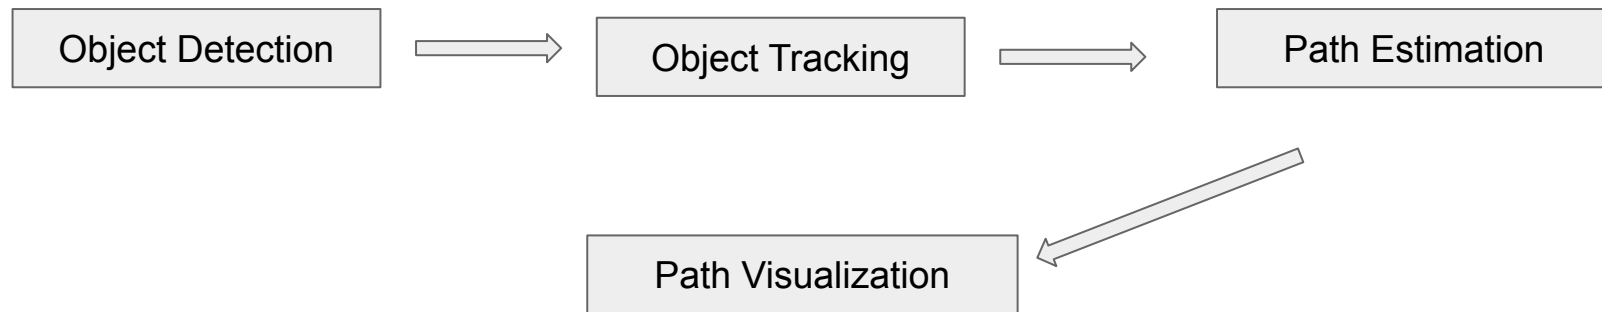 Object Detection
Object Tracking
Path Estimation
Path Visualization